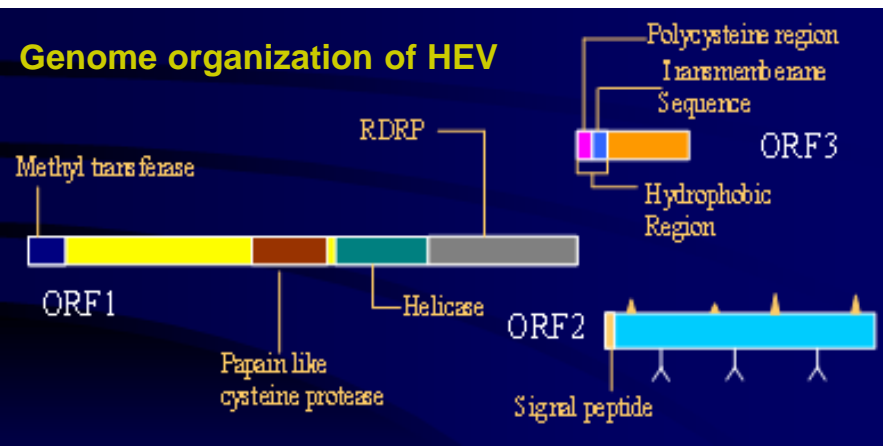 Genome organization of HEV
Polycysteine region
Transmemberane
Sequence
RDRP
ORF3
Methyl transferase
Hydrophobic
Region
ORF1
Helicase
ORF2
Papain like
cysteine protease
Signal peptide